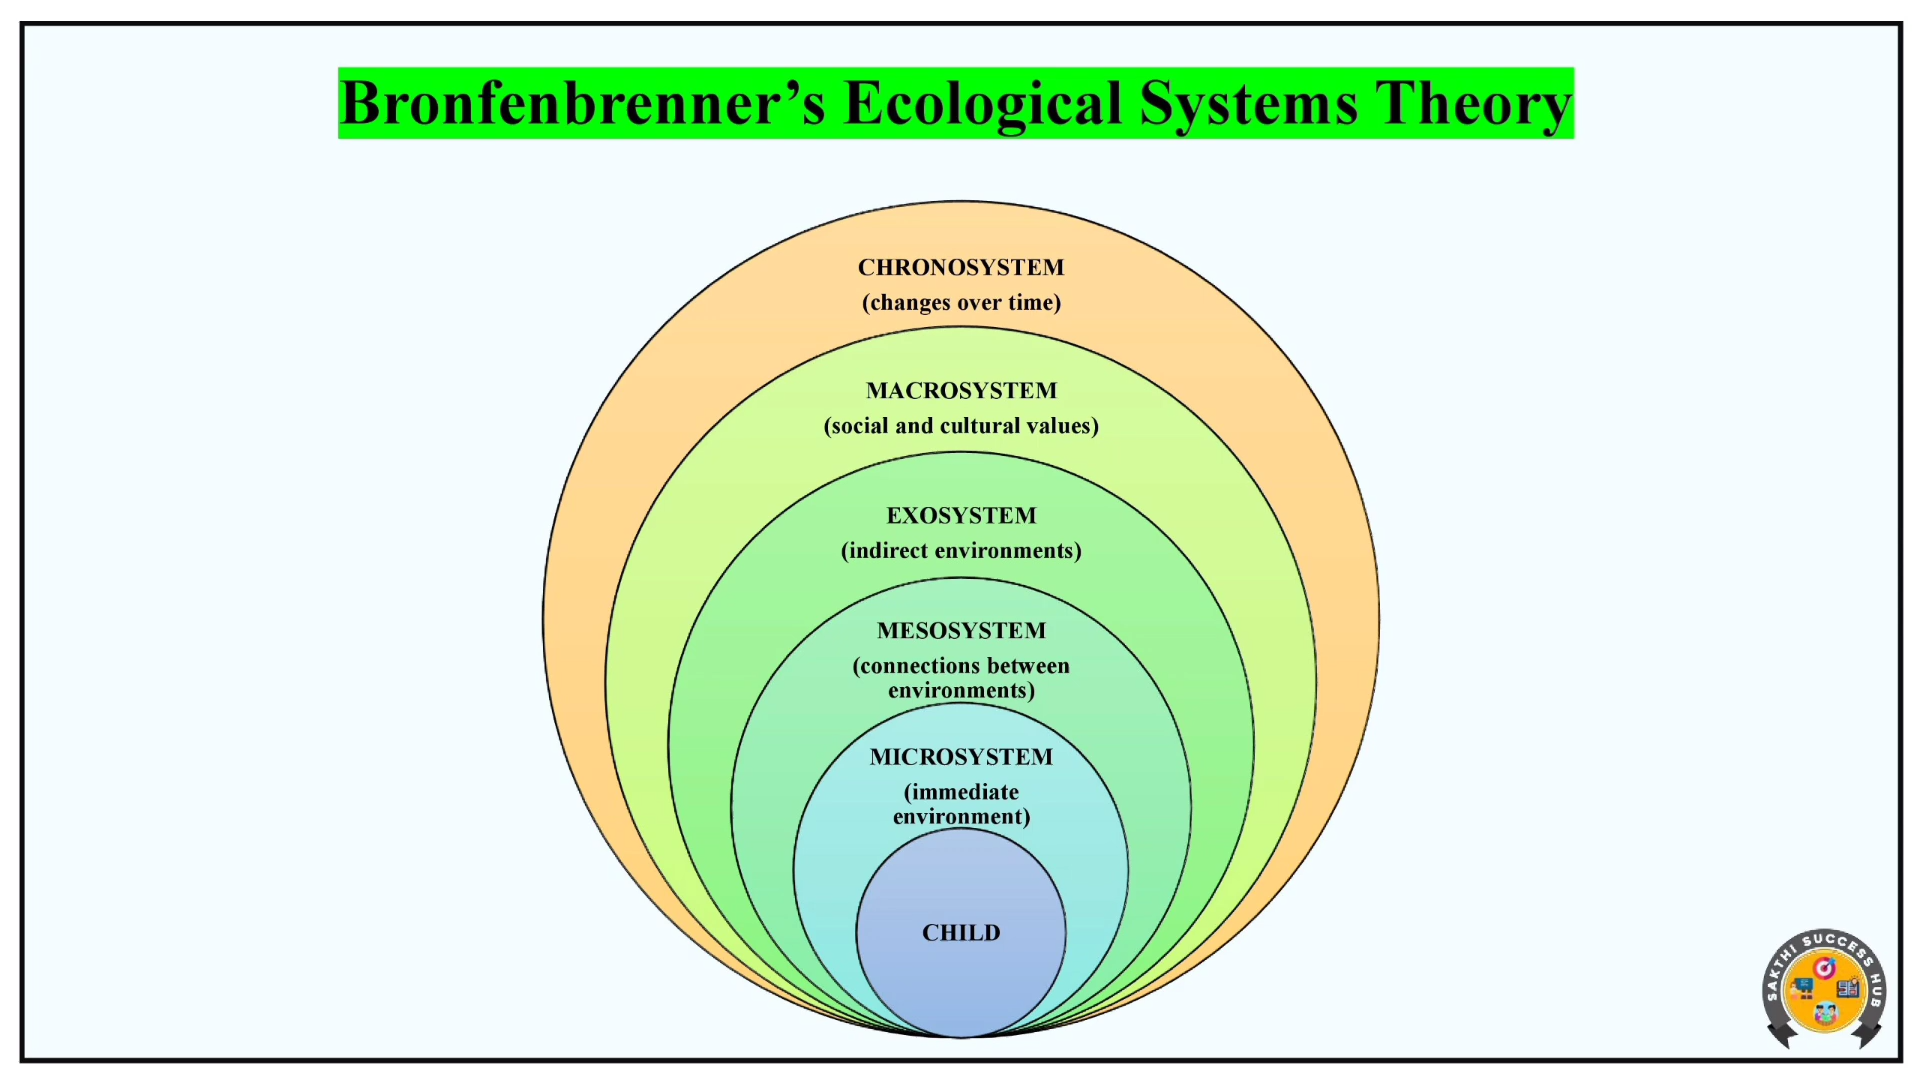 Bronfenbrenner’s Ecological Systems Theory
CHRONOSYSTEM
(changes over time)
MACROSYSTEM
(social and cultural values)
EXOSYSTEM
(indirect environments)
MESOSYSTEM
(connections between
environments)
MICROSYSTEM
(immediate
environment)
CHILD
SAKTHI SUCCESS HUB